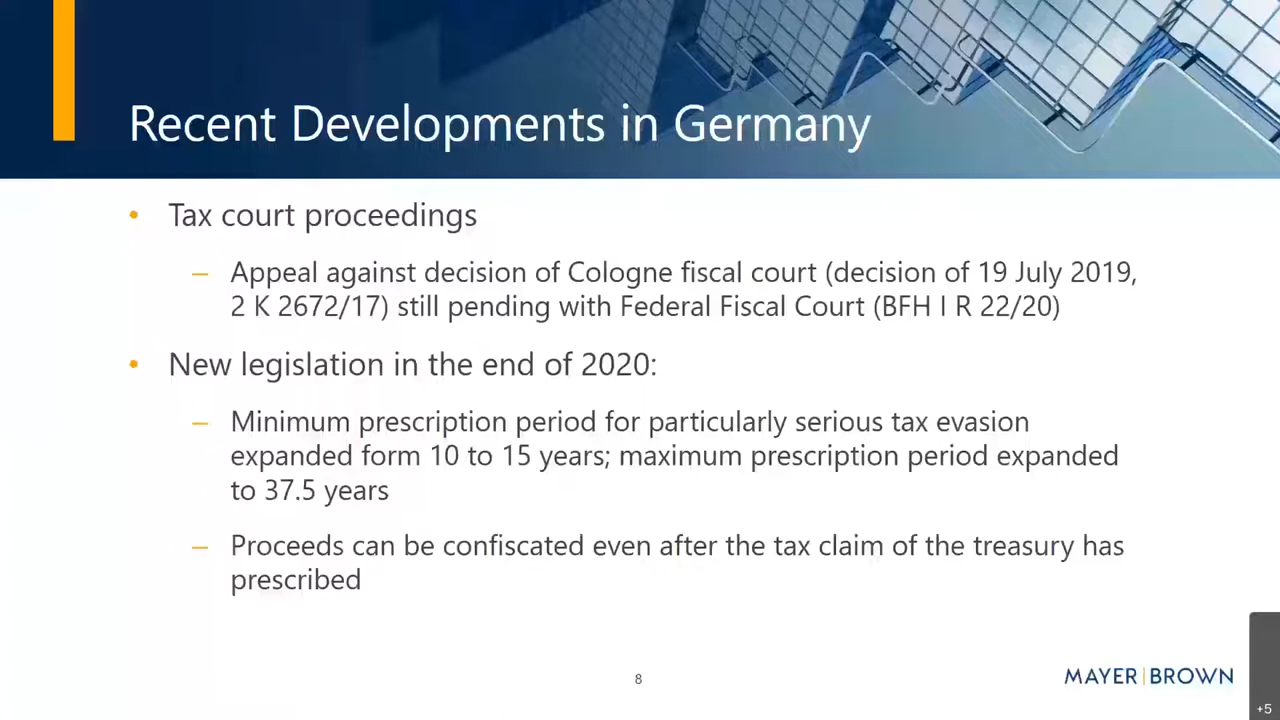 Recent Developments in Germany
• Tax court proceedings
– Appeal against decision of Cologne fiscal court (decision of 19 July 2019,
2 K 2672/17) still pending with Federal Fiscal Court (BFH I R 22/20)
• New legislation in the end of 2020:
– Minimum prescription period for particularly serious tax evasion
expanded form 10 to 15 years; maximum prescription period expanded
to 37.5 years
– Proceeds can be confiscated even after the tax claim of the treasury has
prescribed
8
MAYER | BROWN
+5